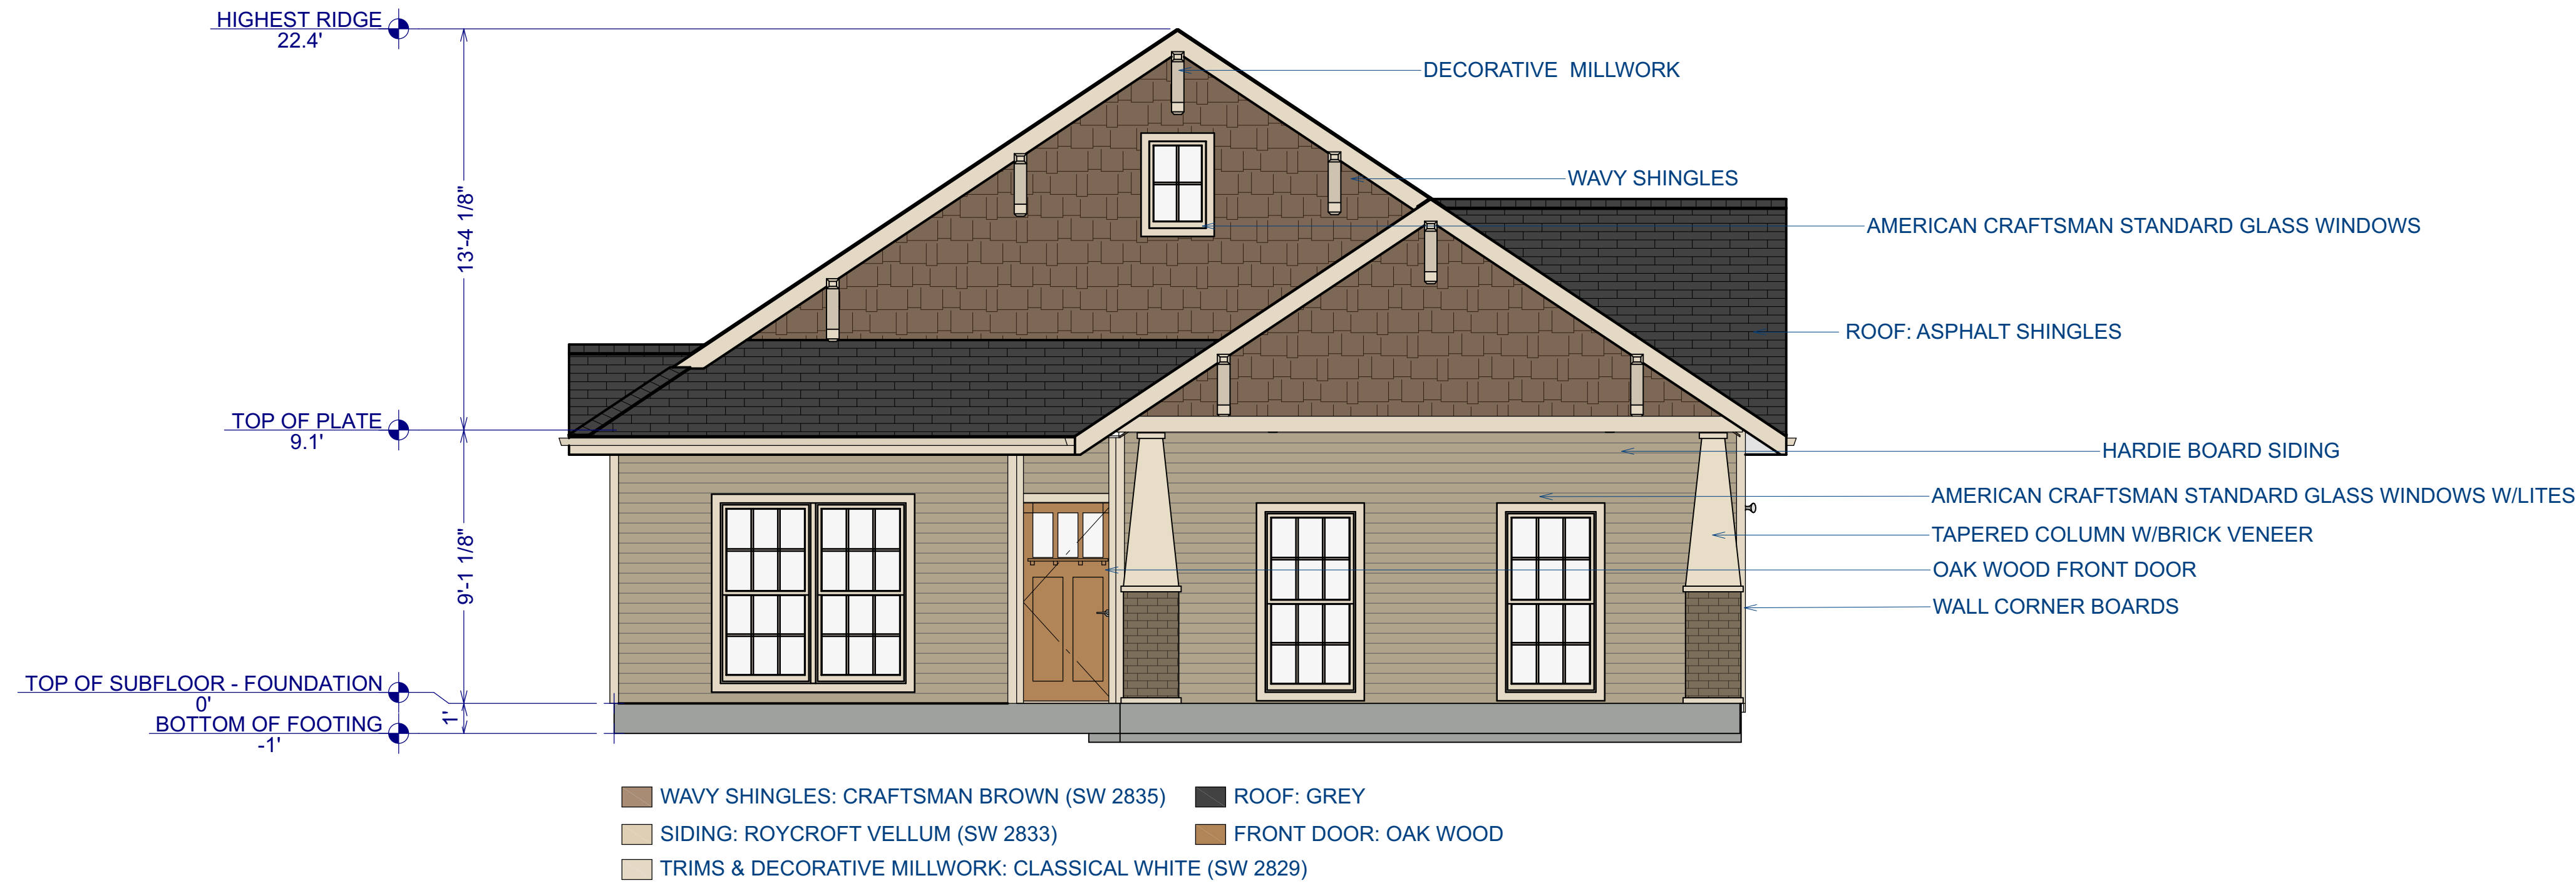 HIGHEST RIDGE
22.4'
DECORATIVE  MILLWORK
WAVY SHINGLES
13'-4 1/8"
AMERICAN CRAFTSMAN STANDARD GLASS WINDOWS
ROOF: ASPHALT SHINGLES
TOP OF PLATE
9.1'
HARDIE BOARD SIDING
AMERICAN CRAFTSMAN STANDARD GLASS WINDOWS W/LITES
TAPERED COLUMN W/BRICK VENEER
9'-1 1/8"
OAK WOOD FRONT DOOR
WALL CORNER BOARDS
TOP OF SUBFLOOR - FOUNDATION
0'
1'
BOTTOM OF FOOTING
-1'
WAVY SHINGLES: CRAFTSMAN BROWN (SW 2835)
ROOF: GREY
SIDING: ROYCROFT VELLUM (SW 2833)
FRONT DOOR: OAK WOOD
TRIMS & DECORATIVE MILLWORK: CLASSICAL WHITE (SW 2829)